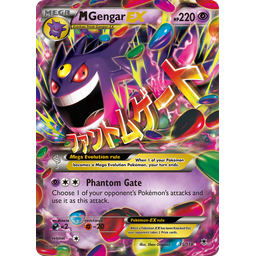 MEGA
M Gengar EX
HP220
ファントムゲート
Mega Evolution rule
When 1 of your Pokémon
becomes a Mega Evolution Pokémon, your turn ends.
Phantom Gate
Choose 1 of your opponent's Pokémon's attacks and
use it as this attack.
×2
-20
Pokémon-EX rule